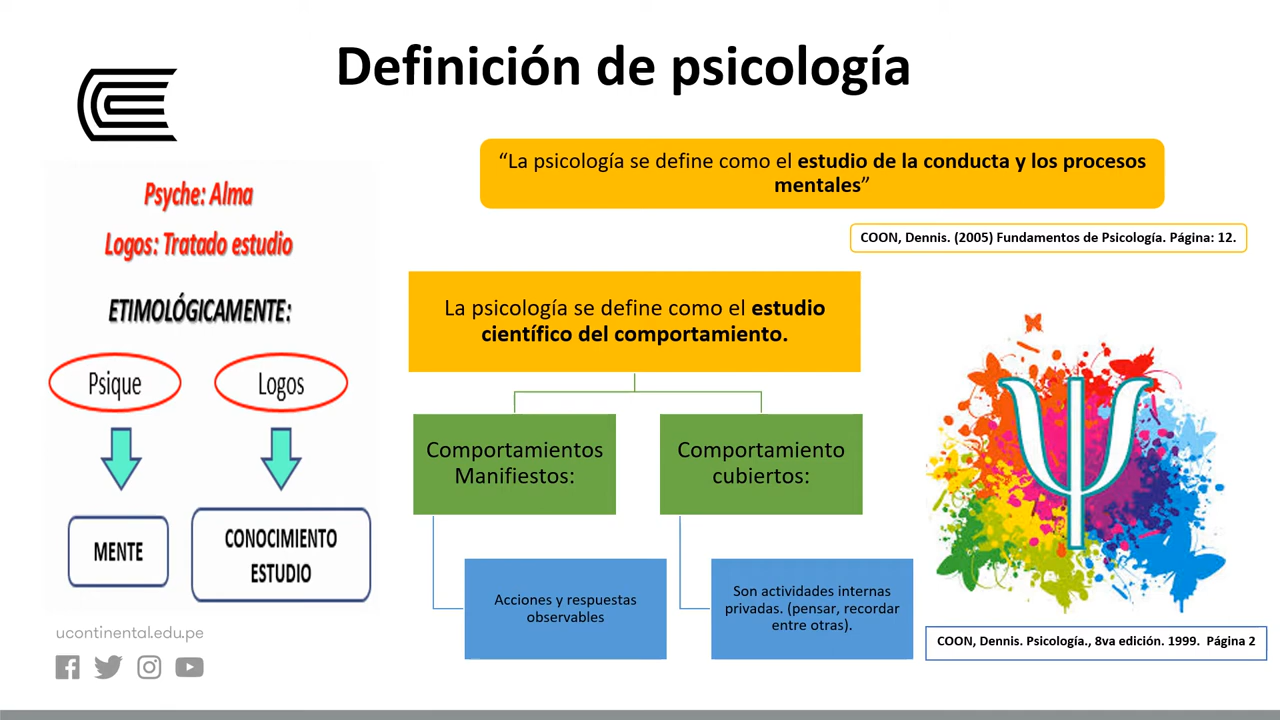 Definición de psicología
“La psicología se define como el estudio de la conducta y los procesos
mentales”
COON, Dennis. (2005) Fundamentos de Psicología. Página: 12.
Psyche: Alma
Logos: Tratado estudio
ETIMOLÓGICAMENTE:
Psique
Logos
MENTE
CONOCIMIENTO
ESTUDIO
La psicología se define como el estudio
científico del comportamiento.
Comportamientos
Manifiestos:
Comportamiento
cubiertos:
Acciones y respuestas
observables
Son actividades internas
privadas. (pensar, recordar
entre otras).
Ψ
COON, Dennis. Psicología., 8va edición. 1999. Página 2
ucontinental.edu.pe